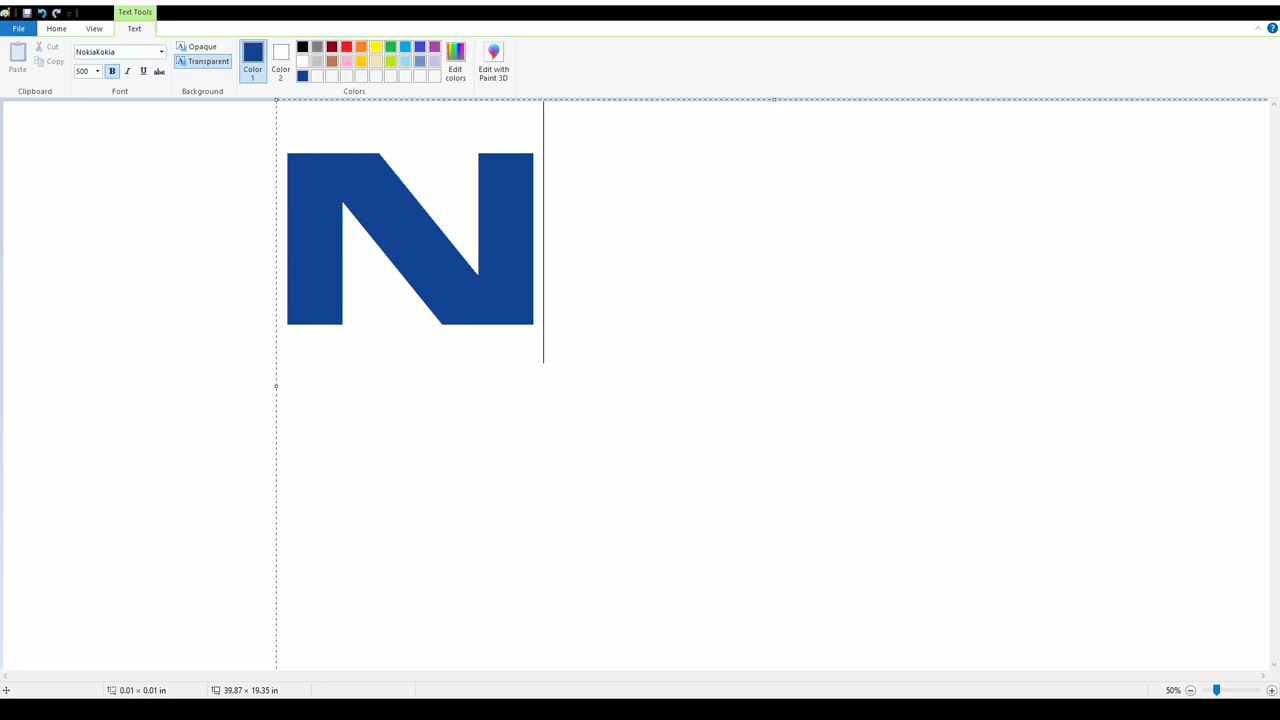 Text Tools
File Home View Text
Paste
Cut
Copy
Clipboard
NokiaKokia
500 B I U abc
Font
Opaque
Transparent
Background
Color 1
Color 2
Edit colors
Colors
Edit with Paint 3D
N
0.01 × 0.01 in
39.87 × 19.35 in
50%